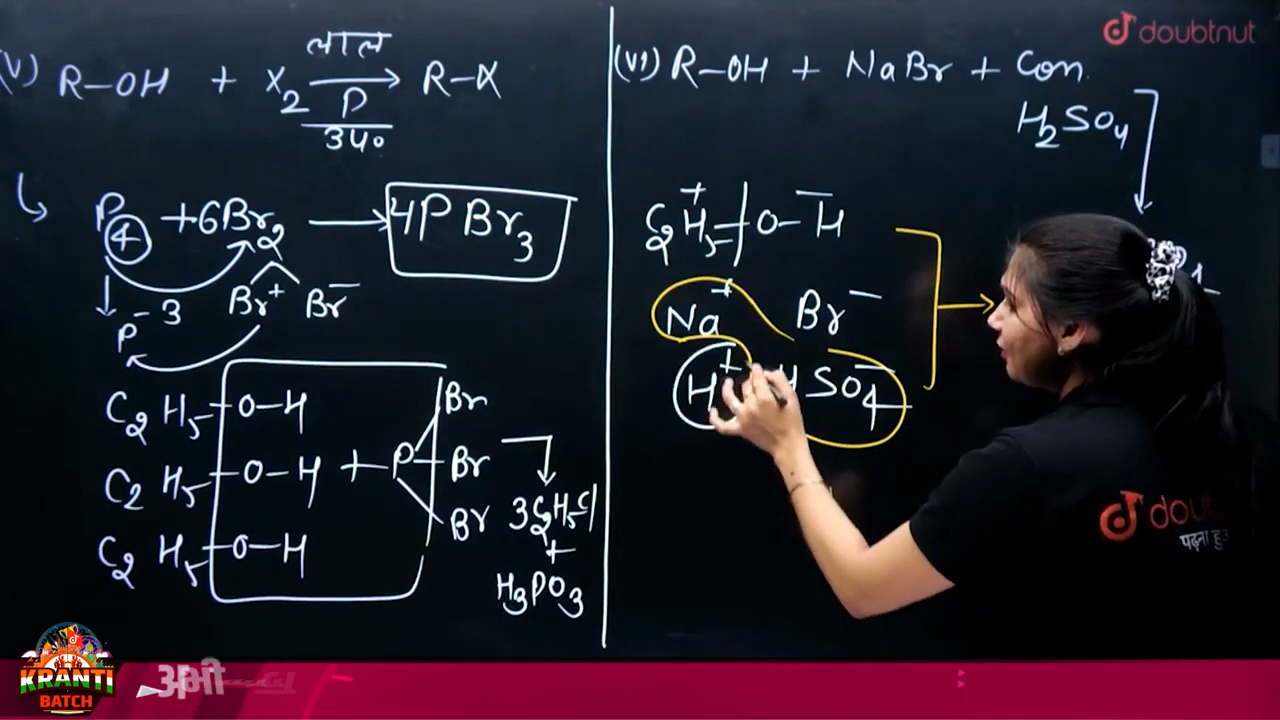 (V) R-OH + X₂ ⟶ R-X
लाल
P
340
P₄ + 6Br₂ ⟶ 4PBr₃
P⁻³ Br⁺ Br⁻
C₂H₅-O-H
C₂H₅-O-H + P
C₂H₅-O-H
Br
Br
Br
3C₂H₅Cl
+
H₃PO₃
(VI) R-OH + NaBr + Con.
H₂SO₄
C₂H₅⁺ O-H⁻
Na⁺ Br⁻
H⁺ HSO₄⁻
doubtnut
पढ़ना हुआ
KRANTI
BATCH
अभी